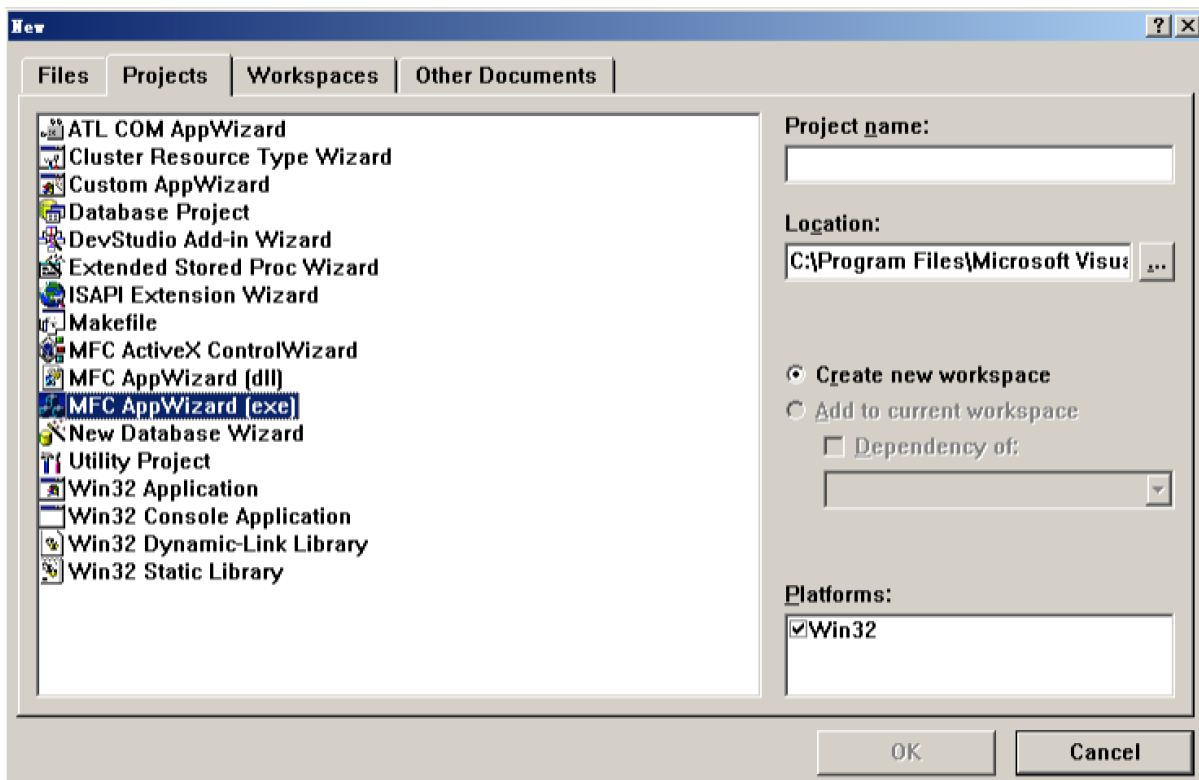 New
Files Projects Workspaces Other Documents
ATL COM AppWizard
Cluster Resource Type Wizard
Custom AppWizard
Database Project
DevStudio Add-in Wizard
Extended Stored Proc Wizard
ISAPI Extension Wizard
Makefile
MFC ActiveX ControlWizard
MFC AppWizard (dll)
MFC AppWizard (exe)
New Database Wizard
Utility Project
Win32 Application
Win32 Console Application
Win32 Dynamic-Link Library
Win32 Static Library
Project name:
Location:
C:\Program Files\Microsoft Visua ...
Create new workspace
Add to current workspace
Dependency of:
Platforms:
Win32
OK Cancel